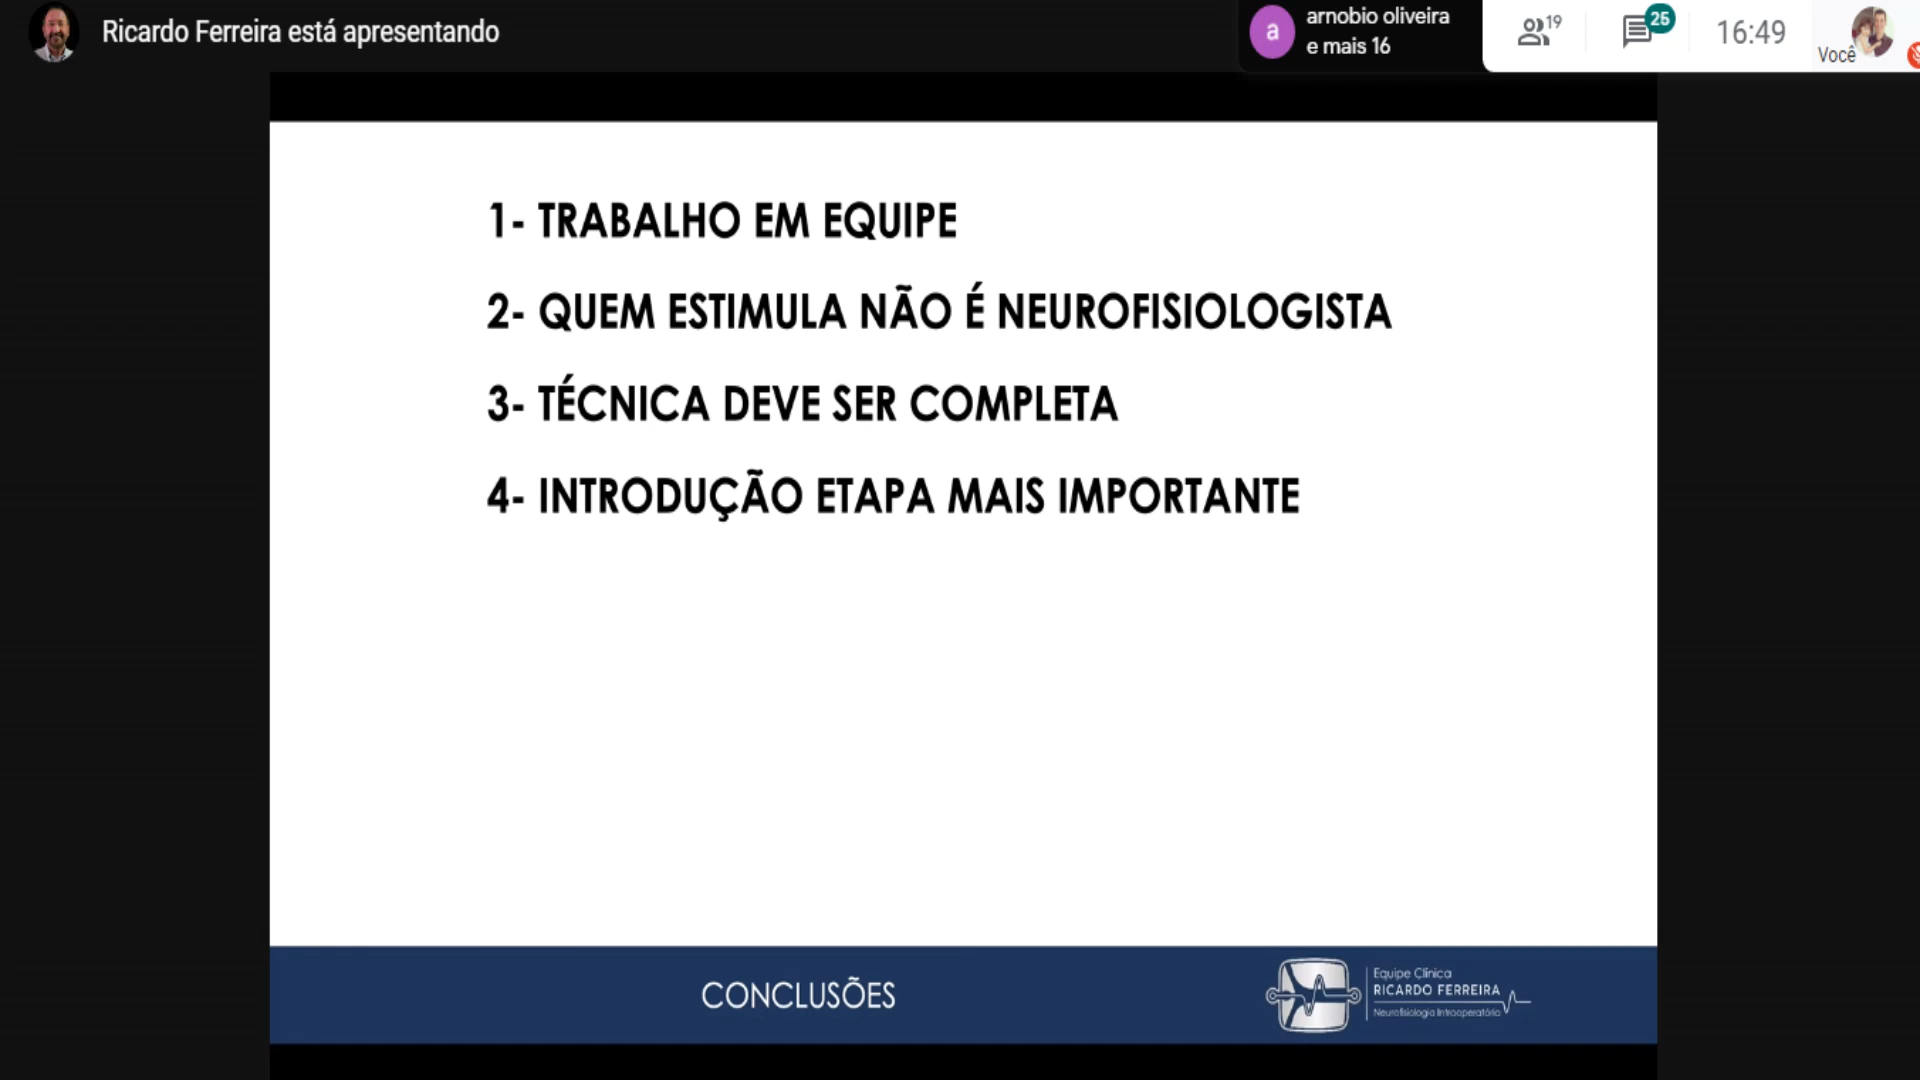 Ricardo Ferreira está apresentando
a
arnobio oliveira
e mais 16
19
25
16:49
Você
1- TRABALHO EM EQUIPE
2- QUEM ESTIMULA NÃO É NEUROFISIOLOGISTA
3- TÉCNICA DEVE SER COMPLETA
4- INTRODUÇÃO ETAPA MAIS IMPORTANTE
CONCLUSÕES
Equipe Clínica
RICARDO FERREIRA
Neurofisiologia Intraoperatória